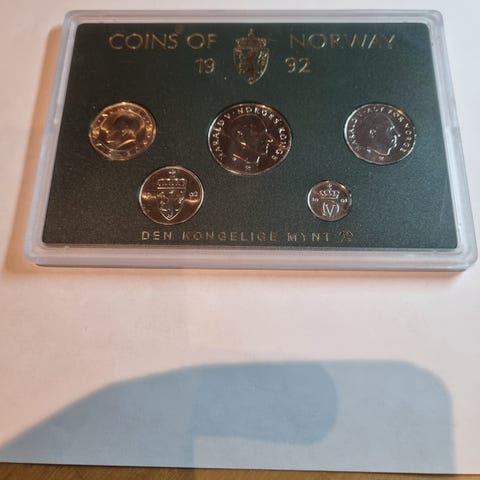 COINS OF NORWAY
19 92
HARALD V · NORGES KONGE
DEN KONGELIGE MYNT